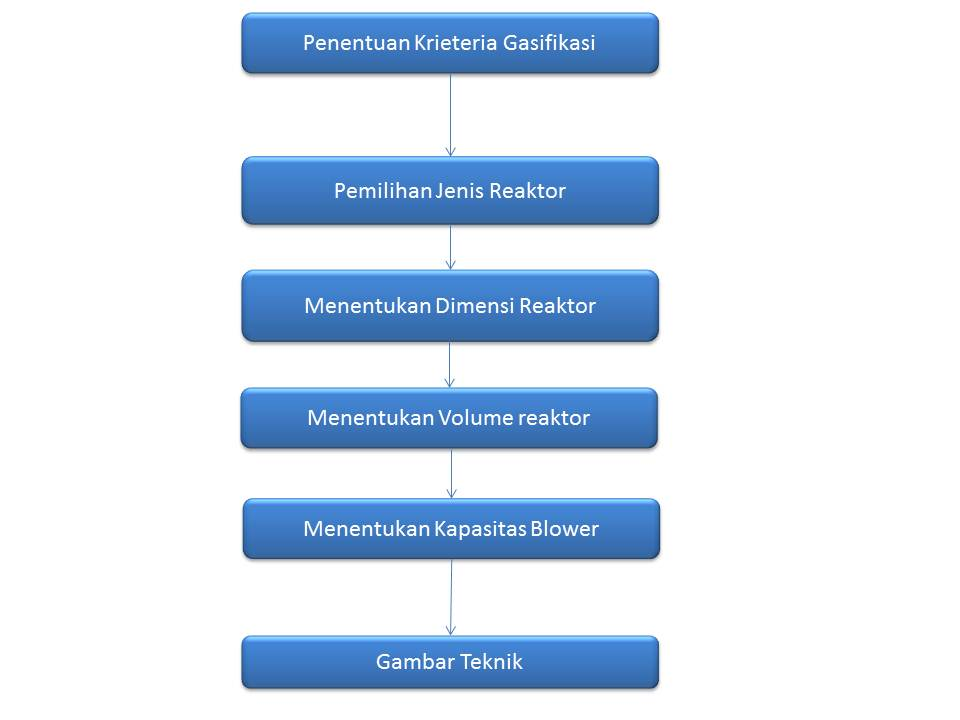 Penentuan Krieteria Gasifikasi
Pemilihan Jenis Reaktor
Menentukan Dimensi Reaktor
Menentukan Volume reaktor
Menentukan Kapasitas Blower
Gambar Teknik